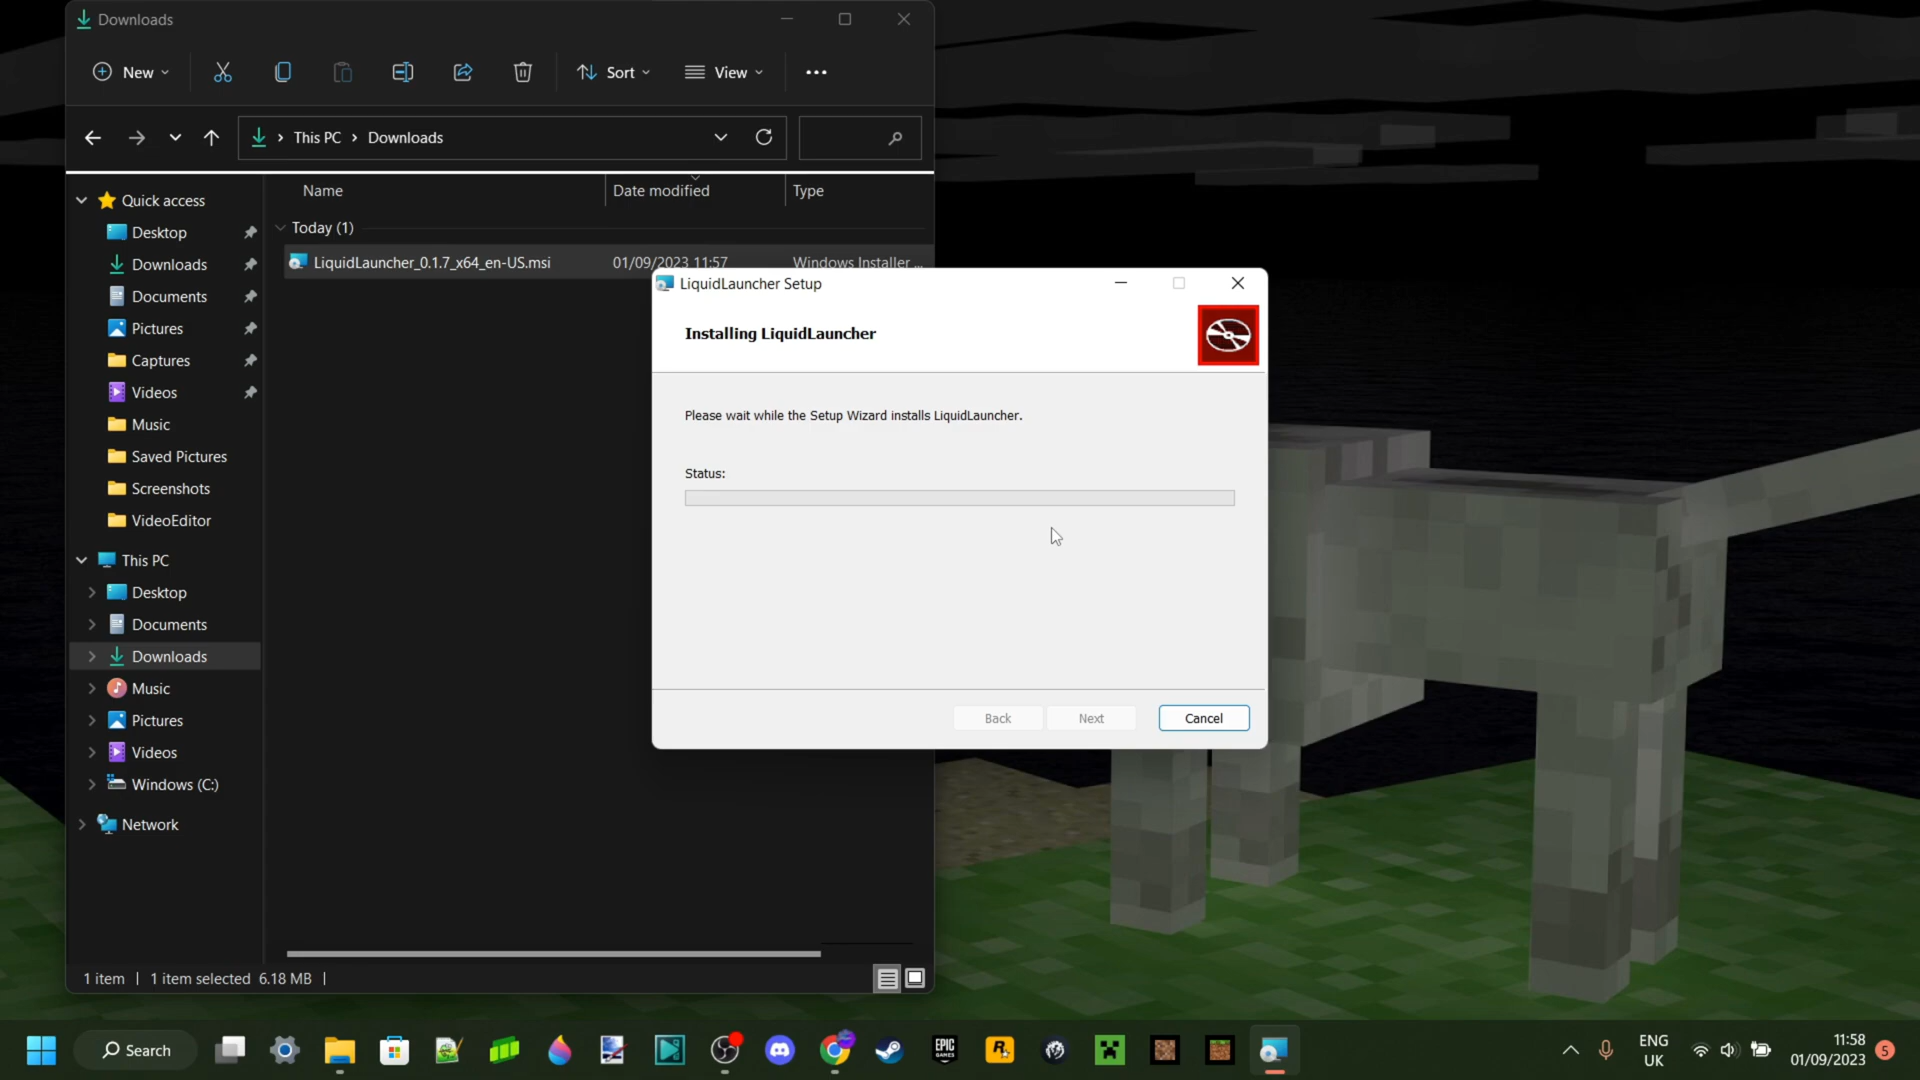 Downloads
New
Sort
View
This PC
Downloads
Name
Date modified
Type
Today (1)
LiquidLauncher_0.1.7_x64_en-US.msi
01/09/2023 11:57
Windows Installer ...
Quick access
Desktop
Downloads
Documents
Pictures
Captures
Videos
Music
Saved Pictures
Screenshots
VideoEditor
This PC
Desktop
Documents
Downloads
Music
Pictures
Videos
Windows (C:)
Network
1 item
1 item selected 6.18 MB
LiquidLauncher Setup
Installing LiquidLauncher
Please wait while the Setup Wizard installs LiquidLauncher.
Status:
Back
Next
Cancel
Search
EPIC
GAMES
R
ENG
UK
11:58
01/09/2023
5